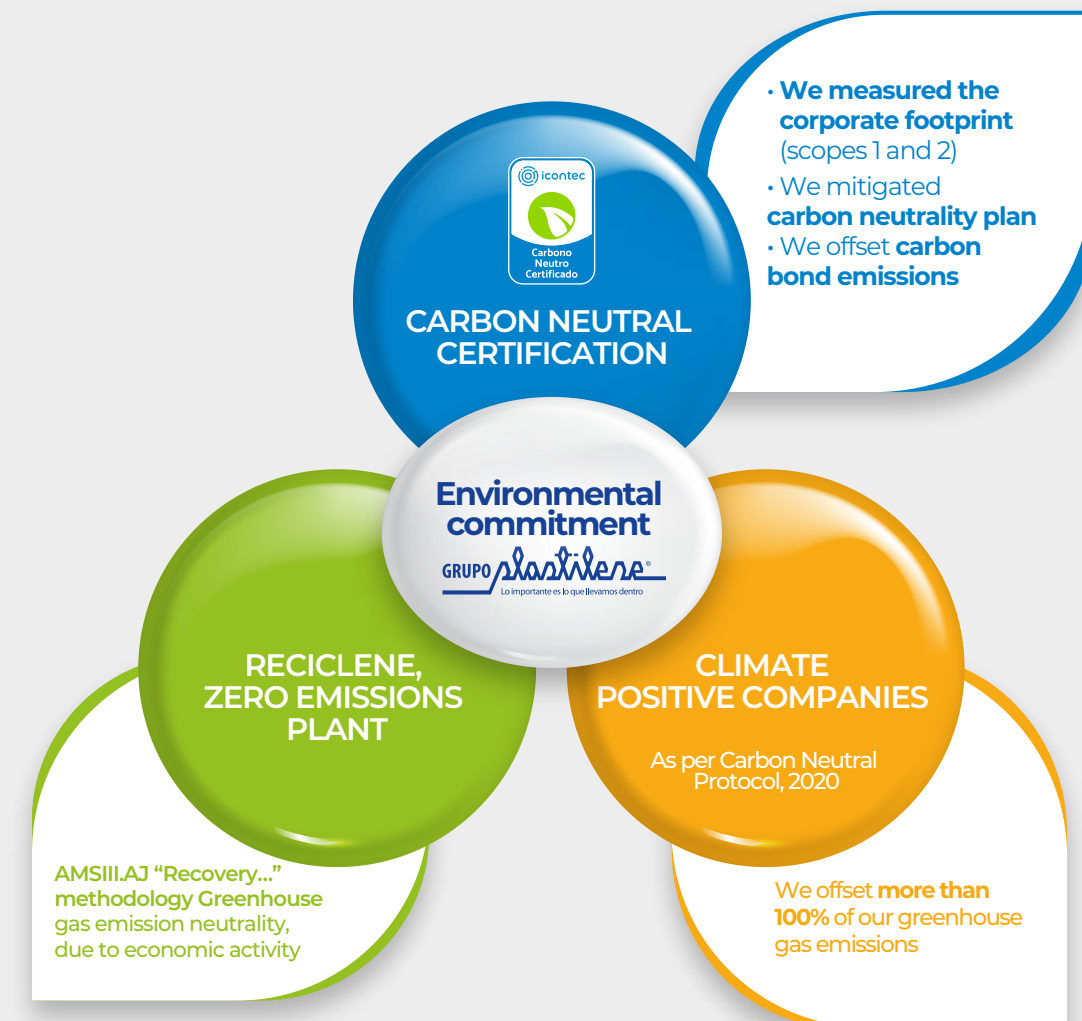 • We measured the
corporate footprint
(scopes 1 and 2)
• We mitigated
carbon neutrality plan
• We offset carbon
bond emissions
icontec
Carbono
Neutro
Certificado
CARBON NEUTRAL
CERTIFICATION
Environmental
commitment
GRUPO plastilene®
Lo importante es lo que llevamos dentro
RECICLENE,
ZERO EMISSIONS
PLANT
CLIMATE
POSITIVE COMPANIES
As per Carbon Neutral
Protocol, 2020
AMSIII.AJ “Recovery...”
methodology Greenhouse
gas emission neutrality,
due to economic activity
We offset more than
100% of our greenhouse
gas emissions